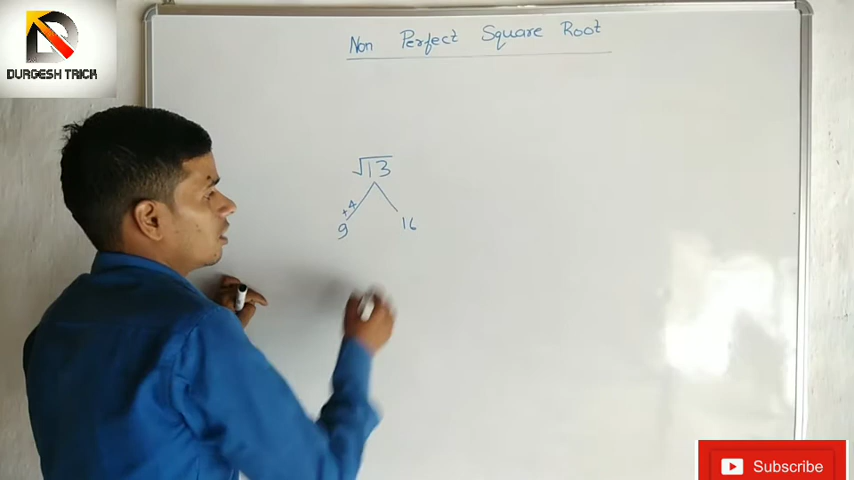 DURGESH TRICK
Non Perfect Square Root
√13
+4
9 16
Subscribe